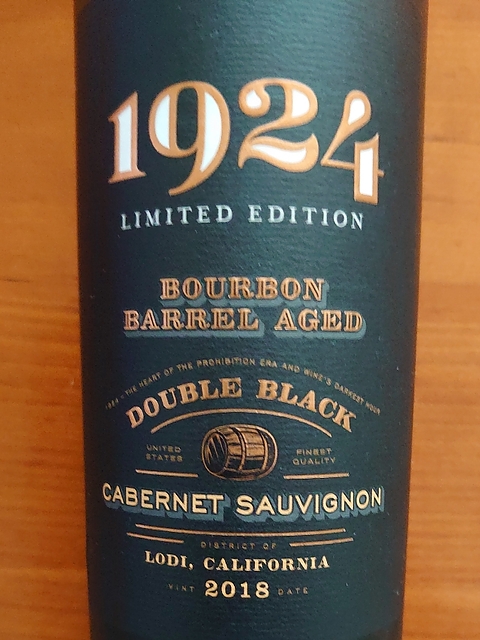 1924
LIMITED EDITION
BOURBON
BARREL AGED
1924 - THE HEART OF THE PROHIBITION ERA AND WINE'S DARKEST HOUR
DOUBLE BLACK
UNITED STATES
FINEST QUALITY
CABERNET SAUVIGNON
DISTRICT OF
LODI, CALIFORNIA
VINT 2018 DATE